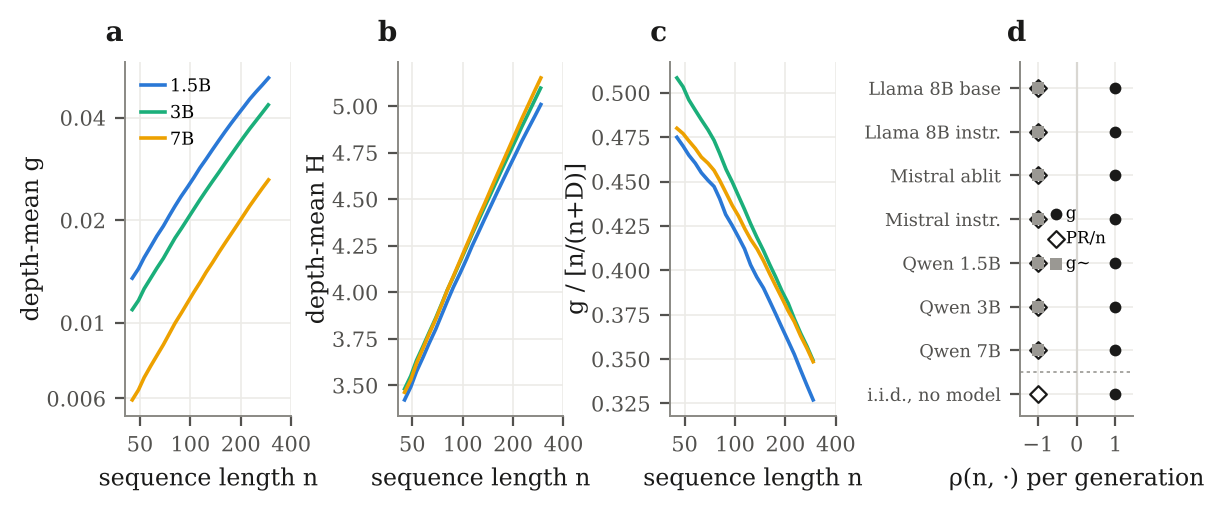 a
depth-mean g
0.04
0.02
0.01
0.006
1.5B
3B
7B
50 100 200 400
sequence length n
b
depth-mean H
5.00
4.75
4.50
4.25
4.00
3.75
3.50
50 100 200 400
sequence length n
c
g / [n/(n+D)]
0.500
0.475
0.450
0.425
0.400
0.375
0.350
0.325
50 100 200 400
sequence length n
d
Llama 8B base
Llama 8B instr.
Mistral ablit
Mistral instr.
Qwen 1.5B
Qwen 3B
Qwen 7B
i.i.d., no model
g
PR/n
g~
−1 0 1
ρ(n, ·) per generation